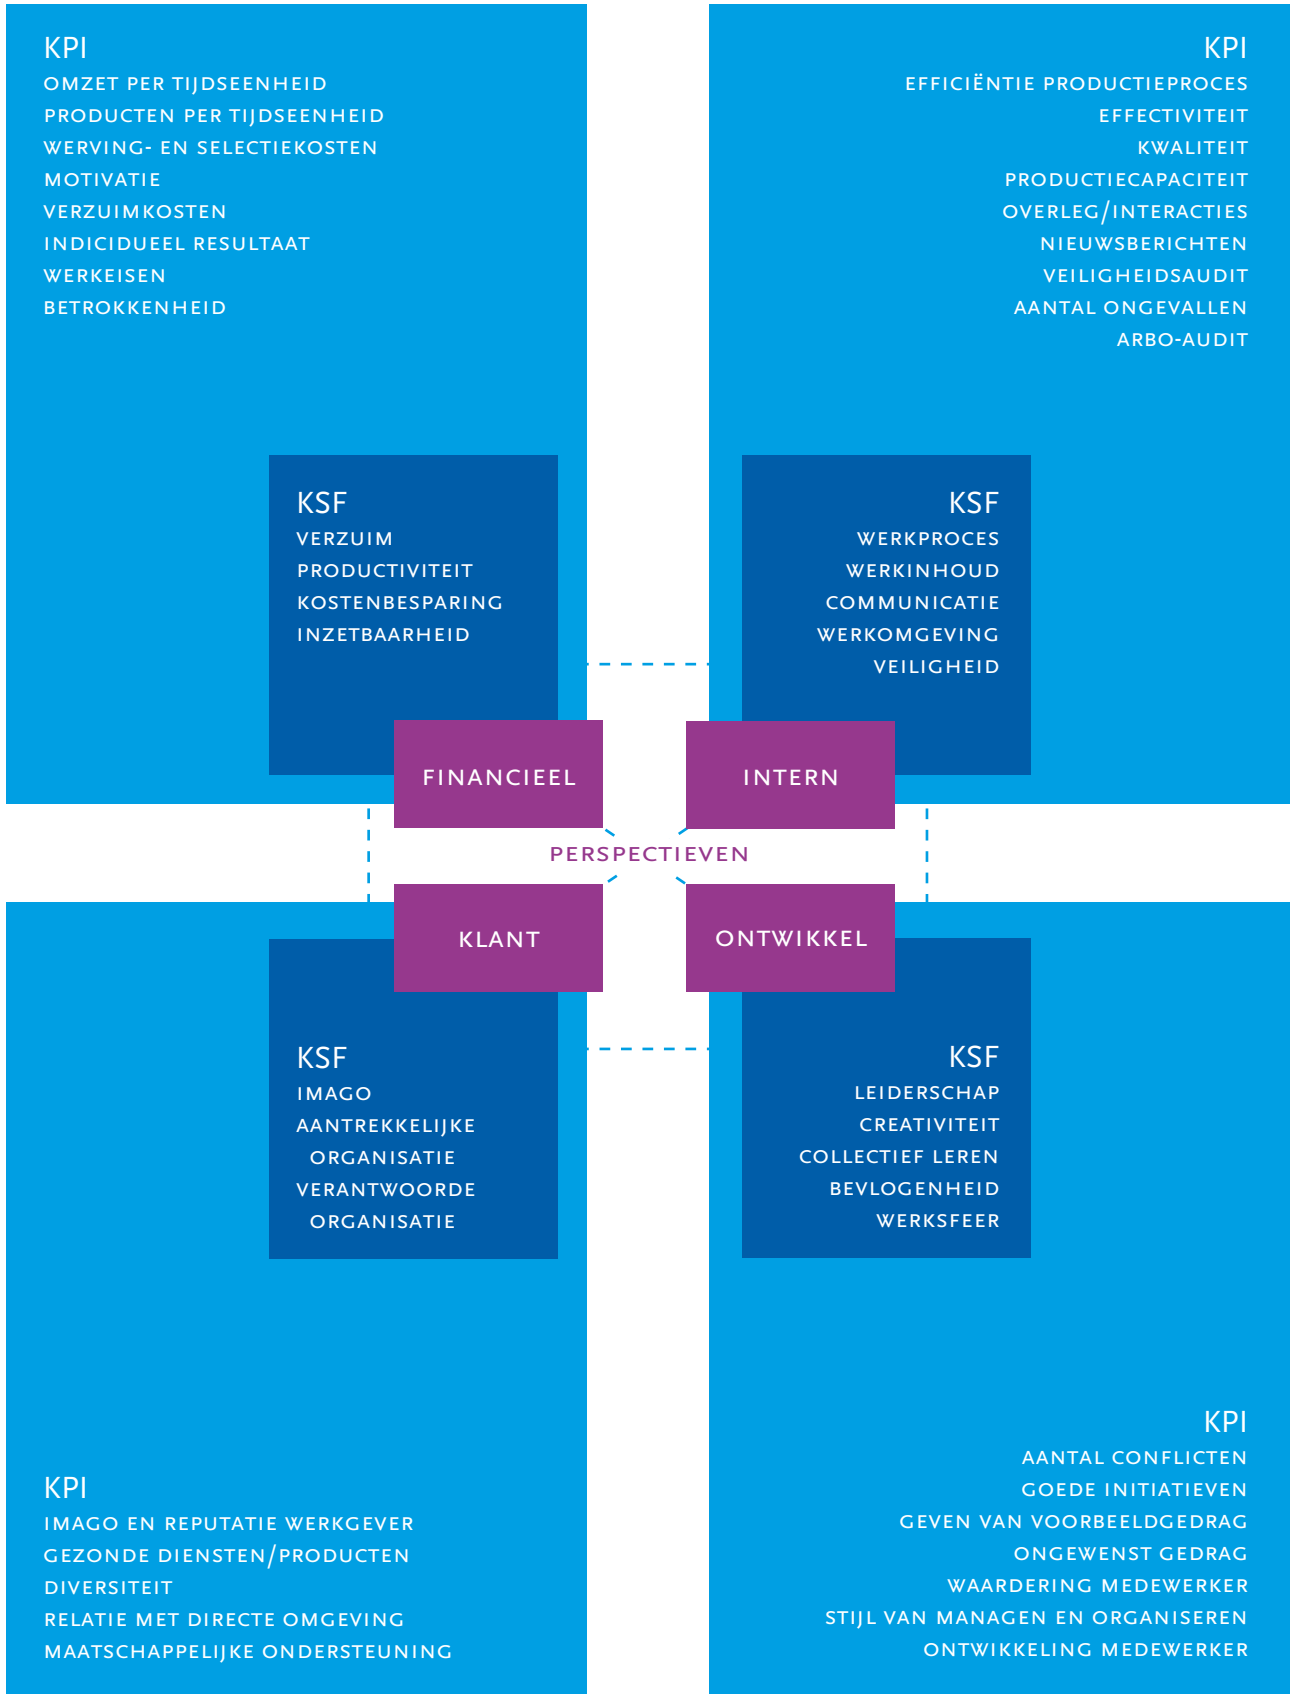 KPI
OMZET PER TIJDSEENHEID
PRODUCTEN PER TIJDSEENHEID
WERVING- EN SELECTIEKOSTEN
MOTIVATIE
VERZUIMKOSTEN
INDICIDUEEL RESULTAAT
WERKEISEN
BETROKKENHEID
KSF
VERZUIM
PRODUCTIVITEIT
KOSTENBESPARING
INZETBAARHEID
FINANCIEEL
KPI
EFFICIËNTIE PRODUCTIEPROCES
EFFECTIVITEIT
KWALITEIT
PRODUCTIECAPACITEIT
OVERLEG/INTERACTIES
NIEUWSBERICHTEN
VEILIGHEIDSAUDIT
AANTAL ONGEVALLEN
ARBO-AUDIT
KSF
WERKPROCES
WERKINHOUD
COMMUNICATIE
WERKOMGEVING
VEILIGHEID
INTERN
PERSPECTIEVEN
KLANT
KSF
IMAGO
AANTREKKELIJKE
ORGANISATIE
VERANTWOORDE
ORGANISATIE
KPI
IMAGO EN REPUTATIE WERKGEVER
GEZONDE DIENSTEN/PRODUCTEN
DIVERSITEIT
RELATIE MET DIRECTE OMGEVING
MAATSCHAPPELIJKE ONDERSTEUNING
ONTWIKKEL
KSF
LEIDERSCHAP
CREATIVITEIT
COLLECTIEF LEREN
BEVLOGENHEID
WERKSFEER
KPI
AANTAL CONFLICTEN
GOEDE INITIATIEVEN
GEVEN VAN VOORBEELDGEDRAG
ONGEWENST GEDRAG
WAARDERING MEDEWERKER
STIJL VAN MANAGEN EN ORGANISEREN
ONTWIKKELING MEDEWERKER